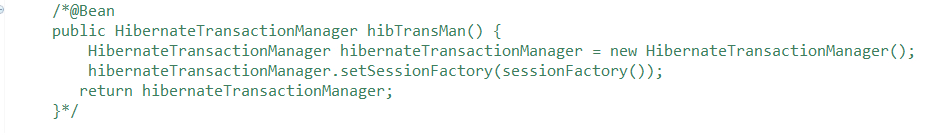 /*@Bean
public HibernateTransactionManager hibTransMan() {
HibernateTransactionManager hibernateTransactionManager = new HibernateTransactionManager();
hibernateTransactionManager.setSessionFactory(sessionFactory());
return hibernateTransactionManager;
}*/